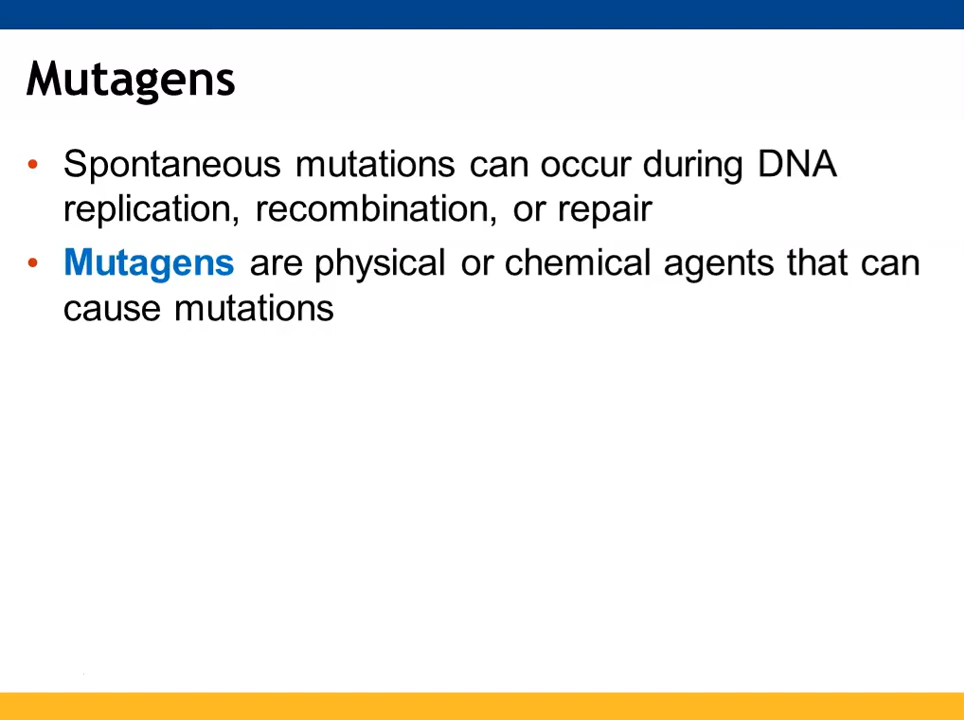 Mutagens
• Spontaneous mutations can occur during DNA
replication, recombination, or repair
• Mutagens are physical or chemical agents that can
cause mutations